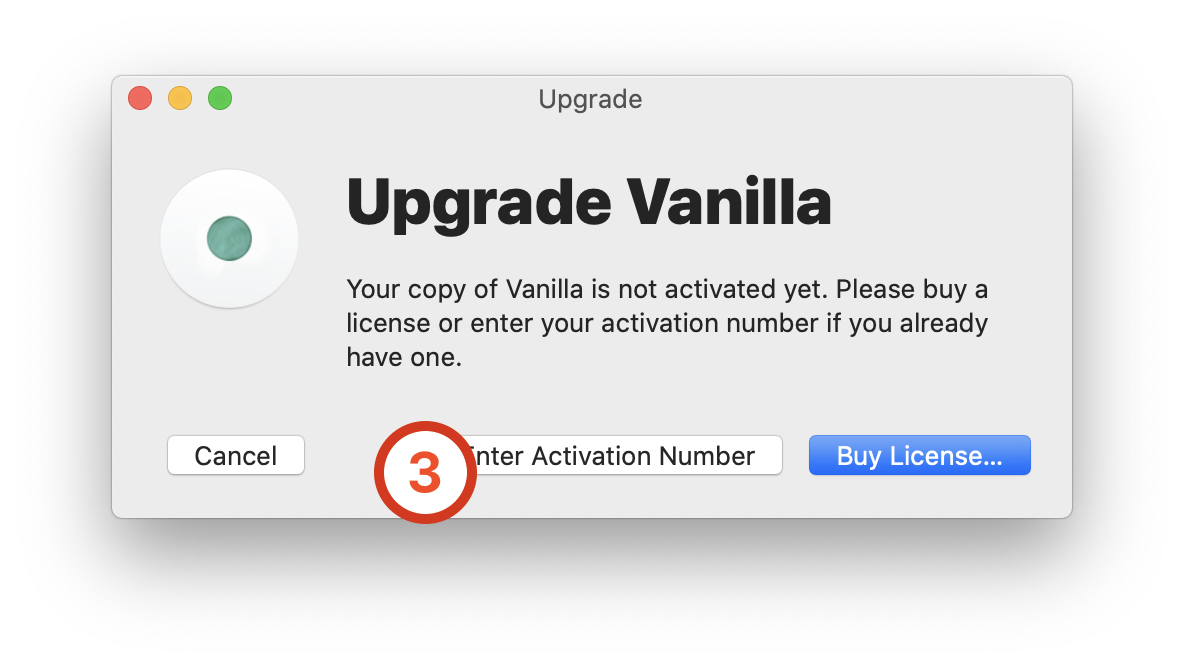 Upgrade
Upgrade Vanilla
Your copy of Vanilla is not activated yet. Please buy a
license or enter your activation number if you already
have one.
Cancel
3
Enter Activation Number
Buy License...